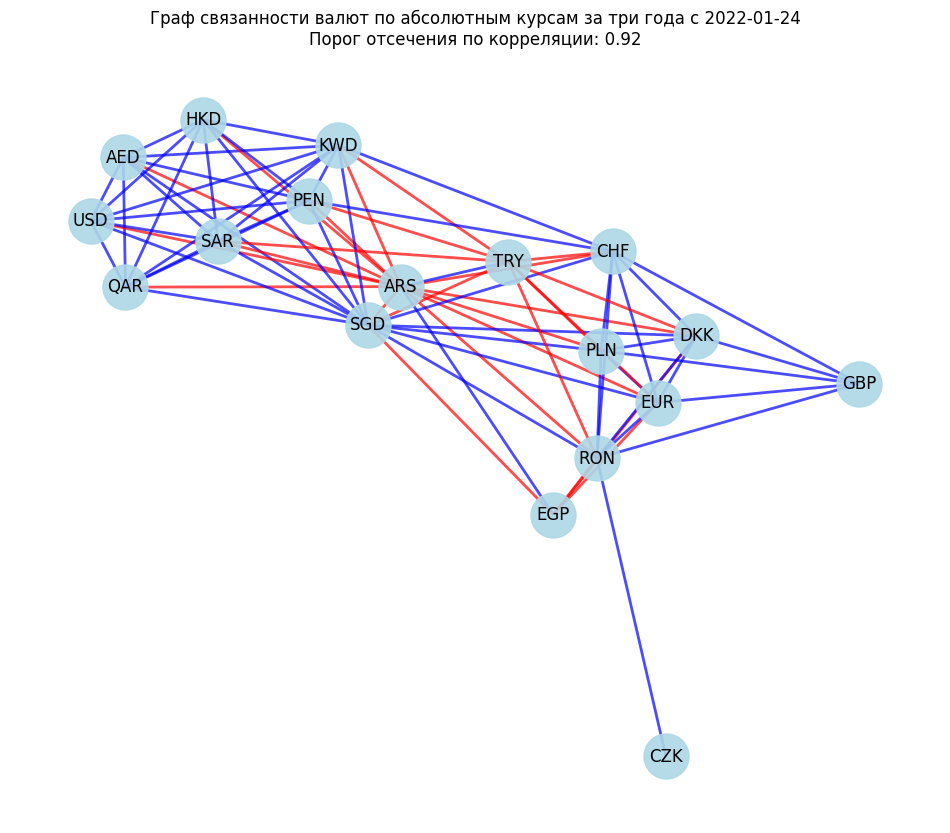 Граф связанности валют по абсолютным курсам за три года с 2022-01-24
Порог отсечения по корреляции: 0.92
HKD
KWD
AED
PEN
USD
SAR
CHF
TRY
QAR
ARS
SGD
DKK
PLN
GBP
EUR
RON
EGP
CZK